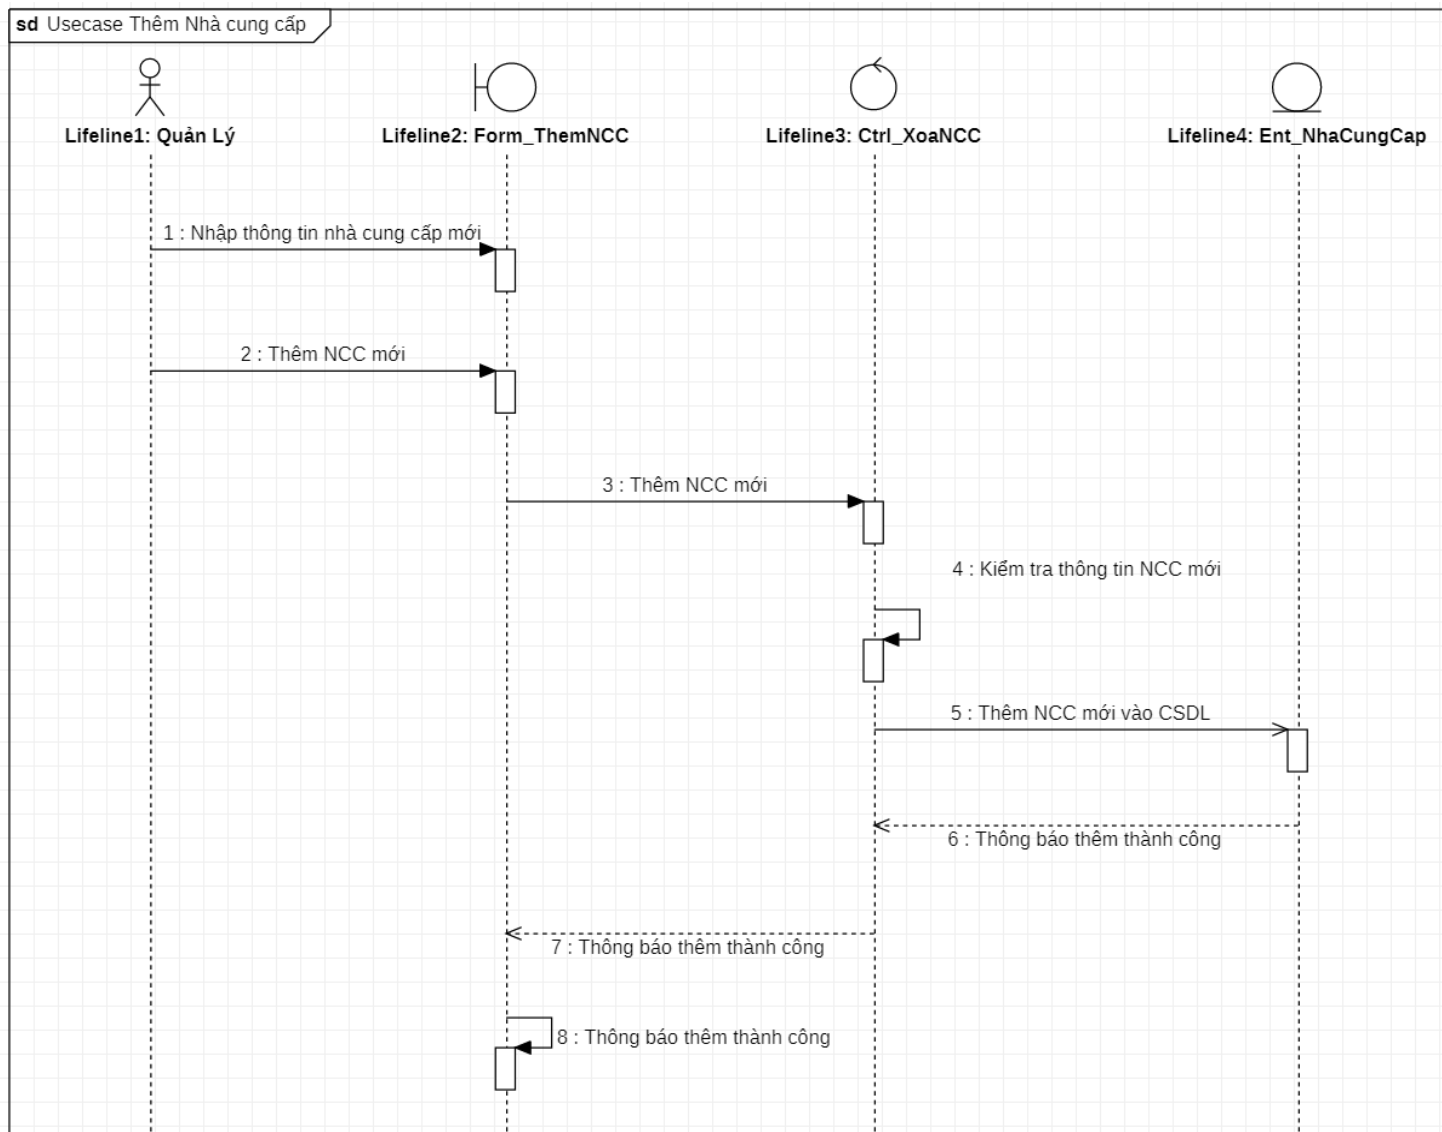 sd Usecase Thêm Nhà cung cấp
Lifeline1: Quản Lý
Lifeline2: Form_ThemNCC
Lifeline3: Ctrl_XoaNCC
Lifeline4: Ent_NhaCungCap
1 : Nhập thông tin nhà cung cấp mới
2 : Thêm NCC mới
3 : Thêm NCC mới
4 : Kiểm tra thông tin NCC mới
5 : Thêm NCC mới vào CSDL
6 : Thông báo thêm thành công
7 : Thông báo thêm thành công
8 : Thông báo thêm thành công